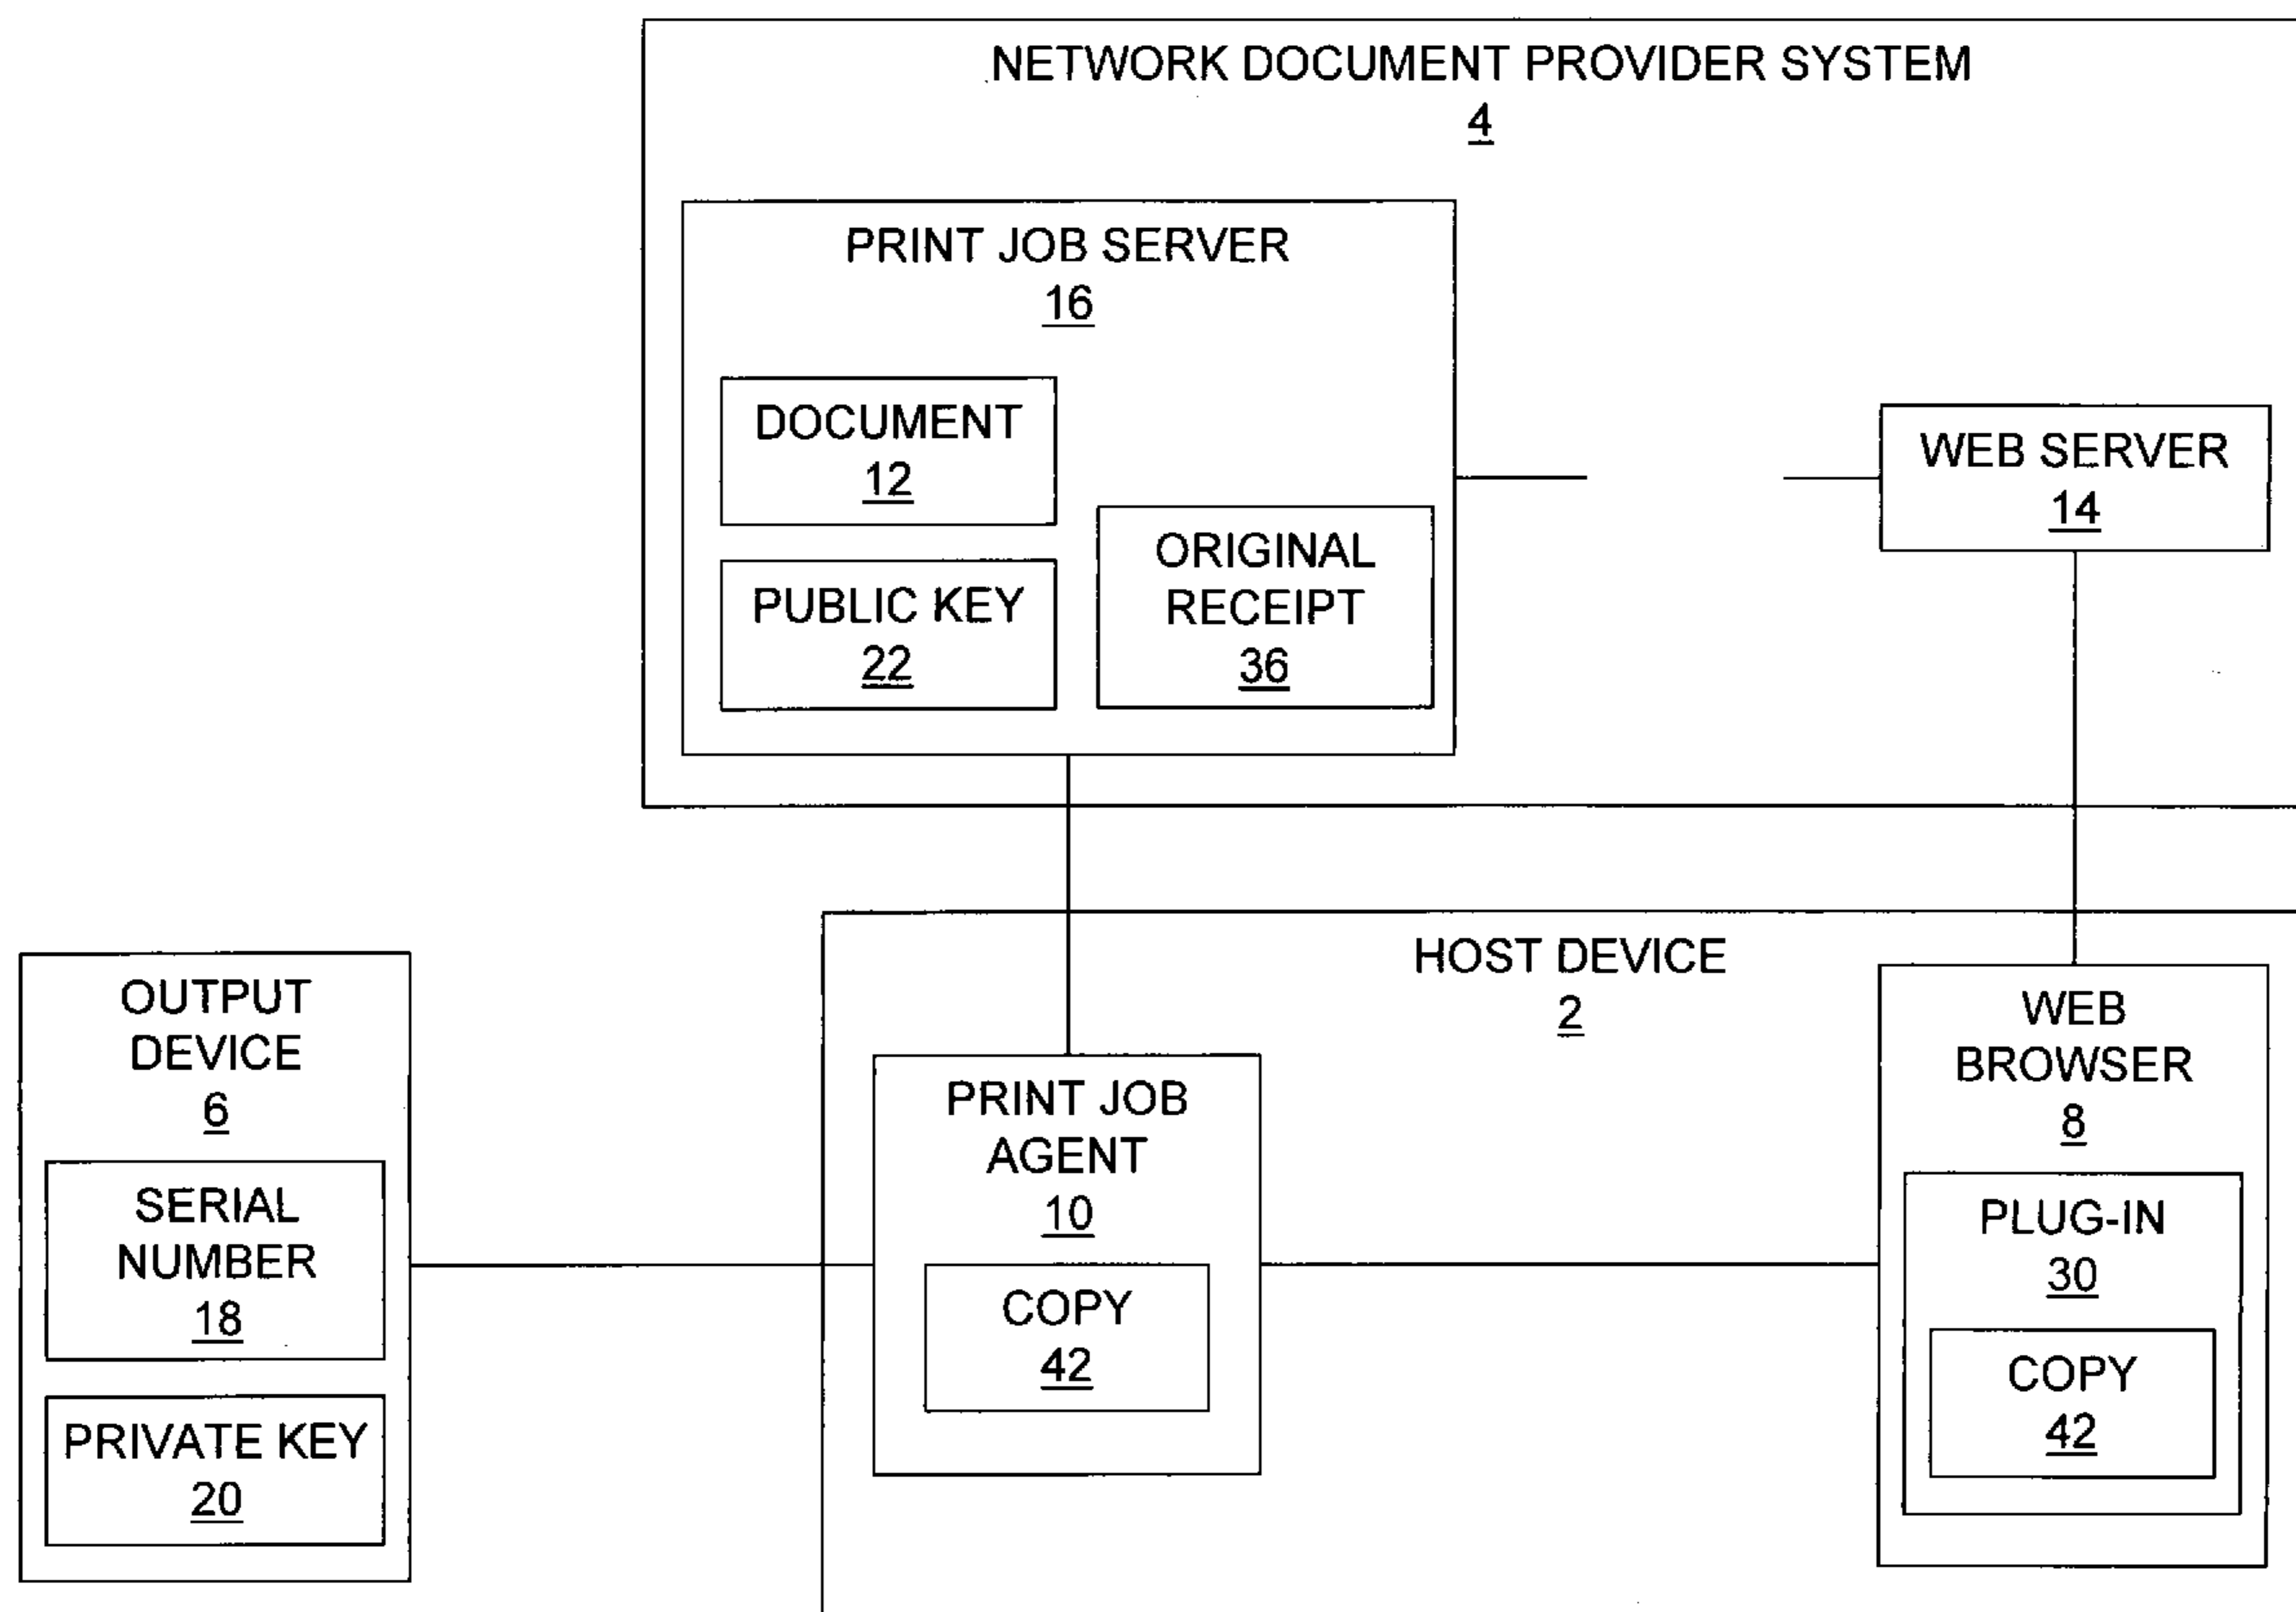 NETWORK DOCUMENT PROVIDER SYSTEM
4
PRINT JOB SERVER
16
DOCUMENT
12
PUBLIC KEY
22
ORIGINAL
RECEIPT
36
WEB SERVER
14
OUTPUT
DEVICE
6
SERIAL
NUMBER
18
PRIVATE KEY
20
HOST DEVICE
2
PRINT JOB
AGENT
10
COPY
42
WEB
BROWSER
8
PLUG-IN
30
COPY
42